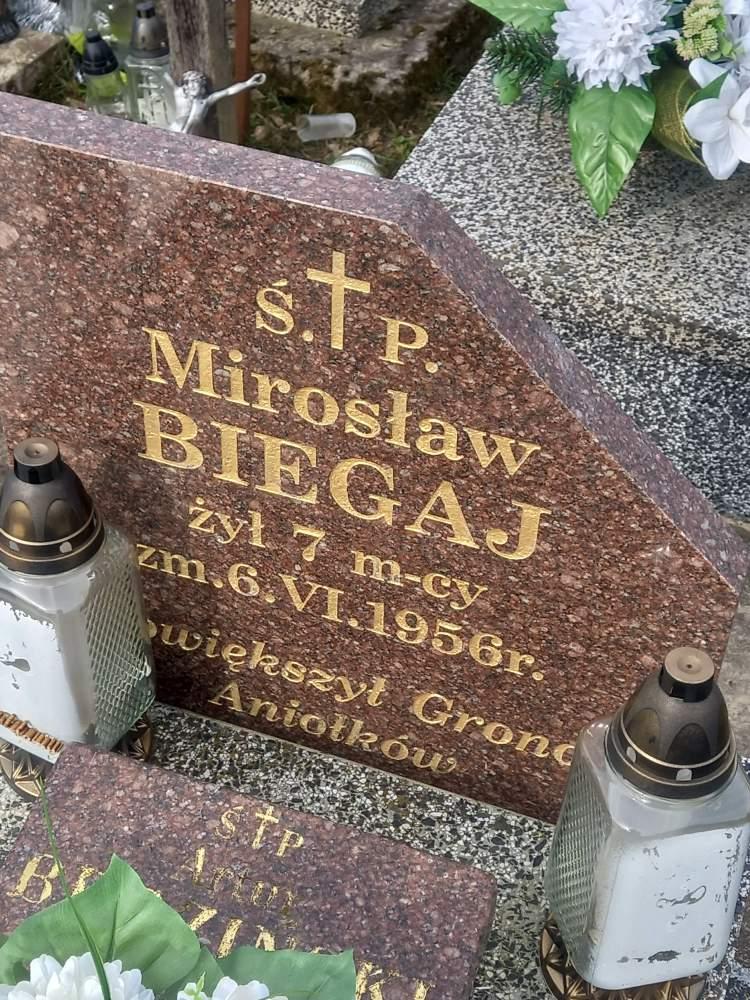 Ś. P.
Mirosław
BIEGAJ
żył 7 m-cy
zm. 6. VI. 1956r.
Powiększył Grono
Aniołków
Ś P
Artur